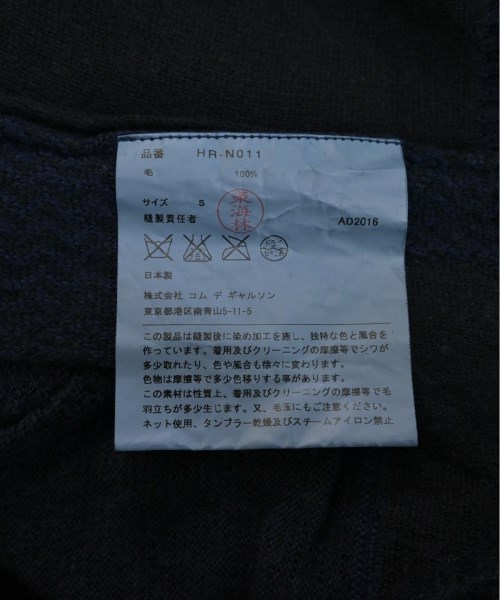 品番 HR-N011
毛 100%
サイズ S
縫製責任者 東海林 AD2016
日本製
株式会社 コム デ ギャルソン
東京都港区南青山5-11-5
この製品は縫製後に染め加工を施し、独特な色と風合を
作っています。着用及びクリーニングの摩擦等でシワが
多少取れたり、色や風合も徐々に変わります。
色物は摩擦等で多少色移りする事があります。
この素材は性質上、着用及びクリーニングの摩擦等で毛
羽立ちが多少生じます。又、毛玉にもご注意ください。
ネット使用、タンブラー乾燥及びスチームアイロン禁止